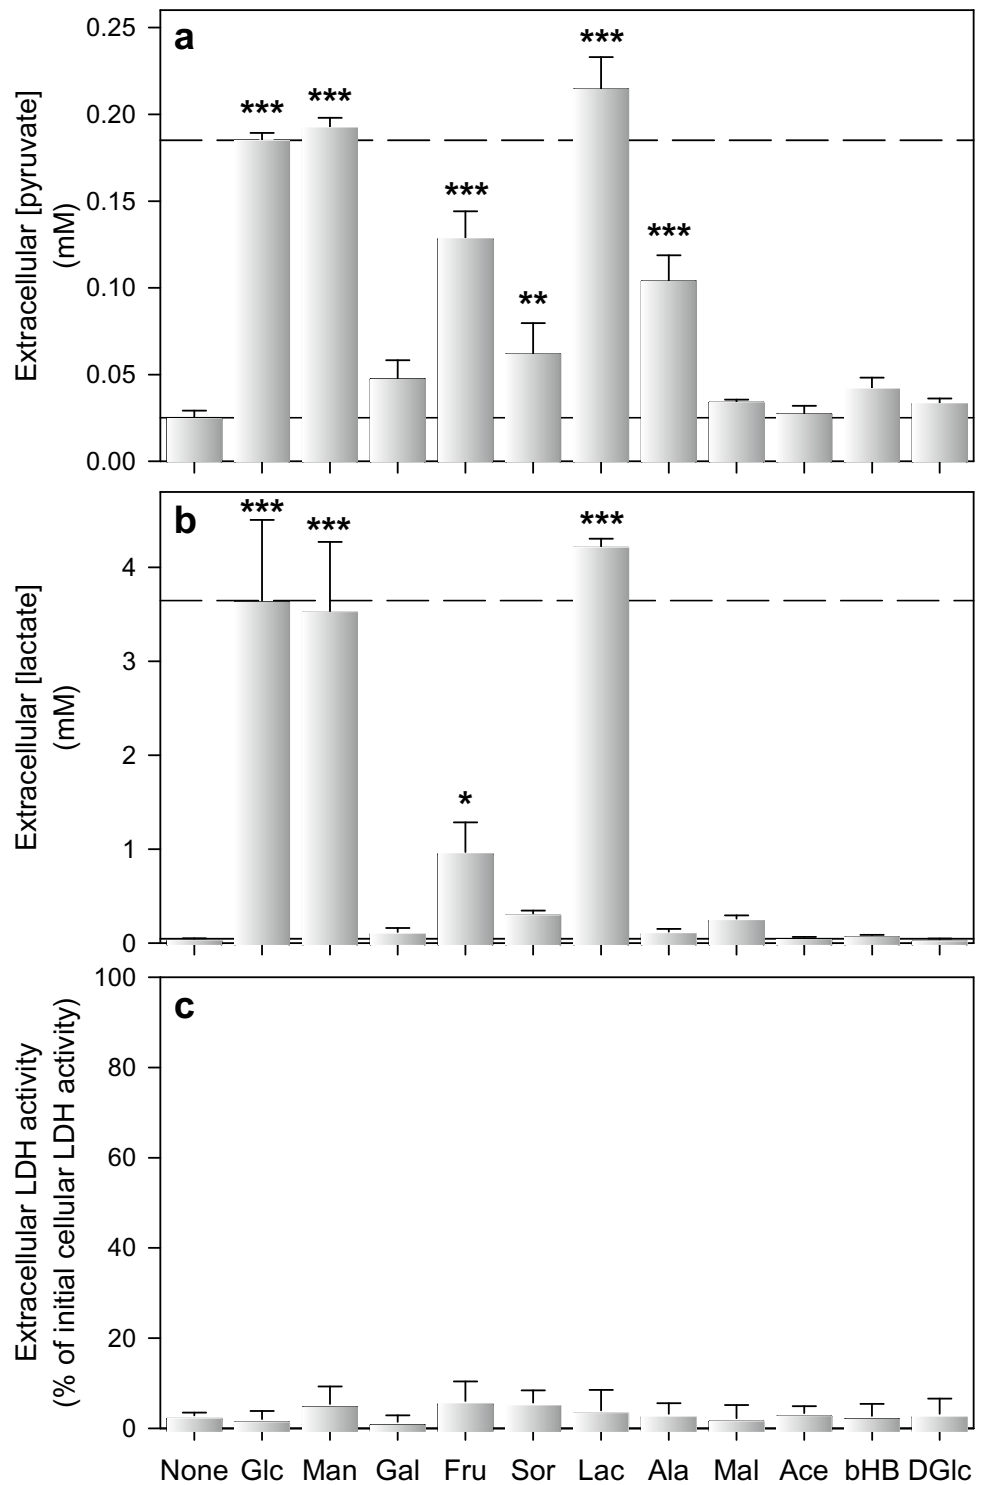 0.25
a
***
***
***
0.20
0.15
***
***
0.10
**
0.05
0.00
Extracellular [pyruvate]
(mM)
b
***
***
***
4
3
2
*
1
0
Extracellular [lactate]
(mM)
100
c
80
60
40
20
0
Extracellular LDH activity
(% of initial cellular LDH activity)
None Glc Man Gal Fru Sor Lac Ala Mal Ace bHB DGlc